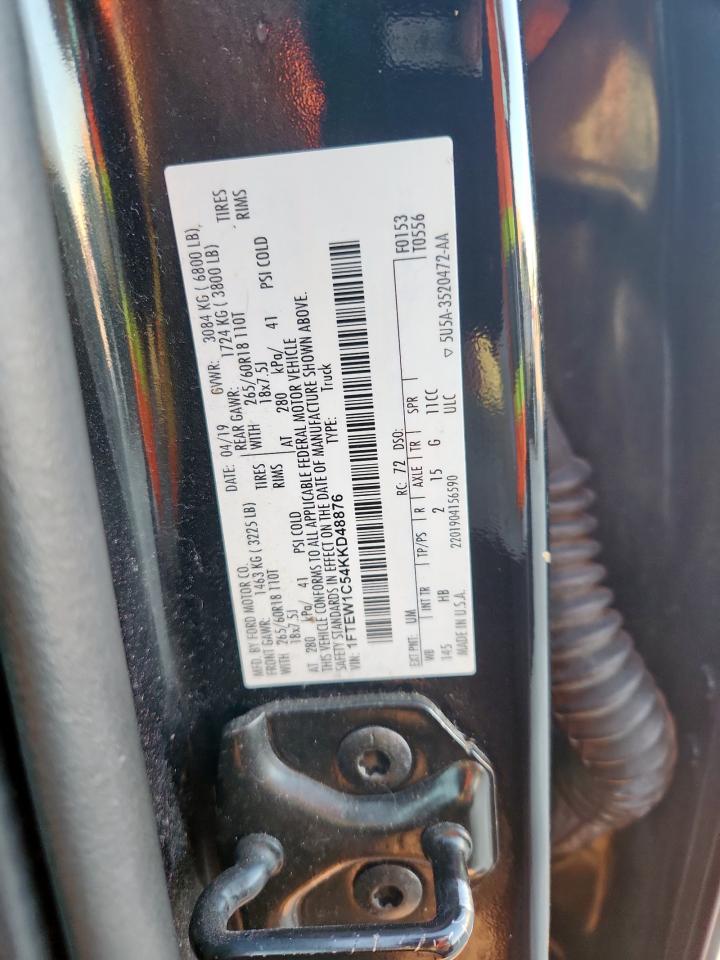 MFD. BY FORD MOTOR CO.
DATE: 04/19 GVWR: 3084 KG ( 6800 LB)
FRONT GAWR: 1463 KG ( 3225 LB) REAR GAWR: 1724 KG ( 3800 LB)
WITH 265/60R18 110T TIRES WITH 265/60R18 110T TIRES
18x7.5J RIMS 18x7.5J RIMS
AT 280 kPa/ 41 PSI COLD AT 280 kPa/ 41 PSI COLD
THIS VEHICLE CONFORMS TO ALL APPLICABLE FEDERAL MOTOR VEHICLE
SAFETY STANDARDS IN EFFECT ON THE DATE OF MANUFACTURE SHOWN ABOVE.
VIN: 1FTEW1C54KKD48876 TYPE: Truck
EXT PNT: UM RC: 72 DSO: F0153
WB INT TR TP/PS R AXLE TR SPR T0556
145 HB 2 15 G 11CC
MADE IN U.S.A. 2201904156590 ULC ▽ 5U5A-3520472-AA